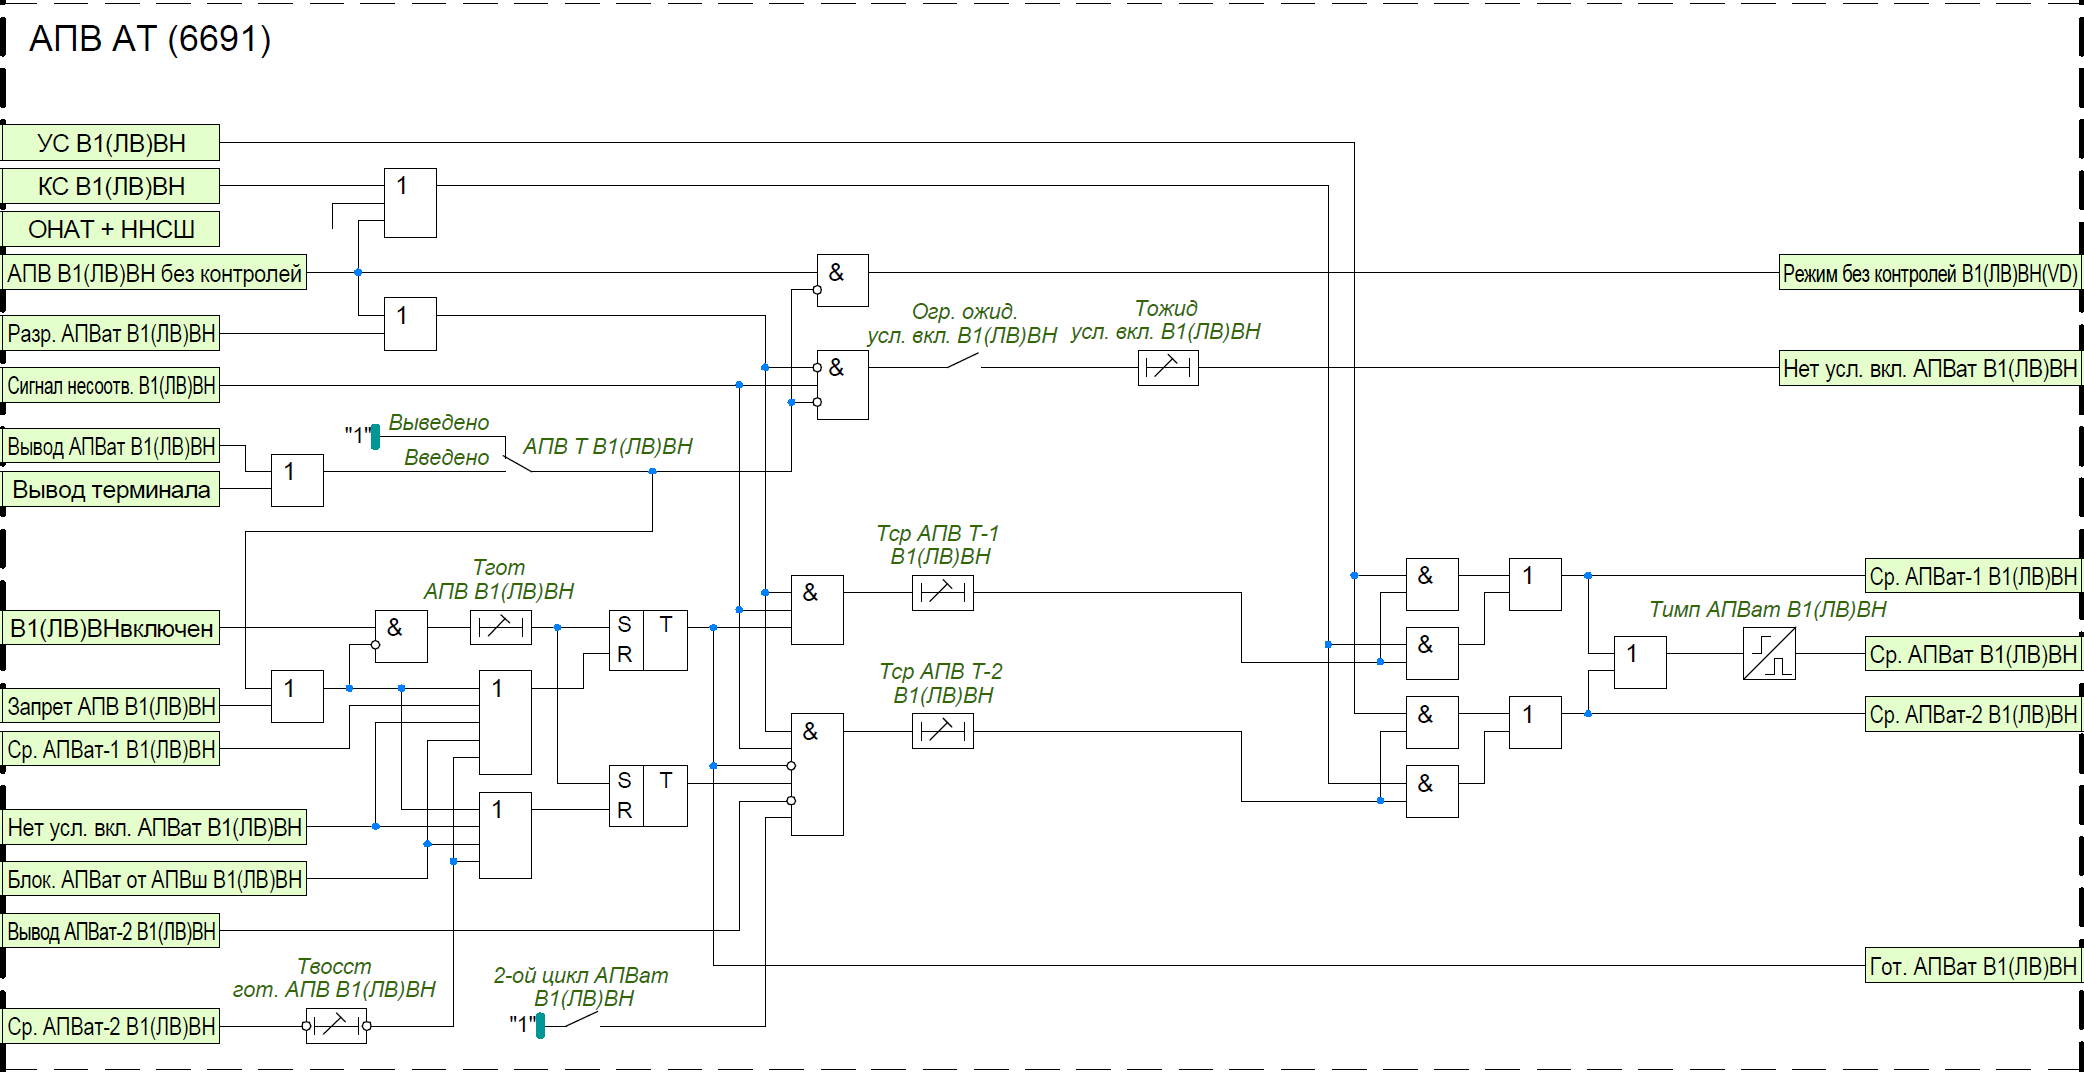 АПВ АТ (6691)
УС В1(ЛВ)ВН
КС В1(ЛВ)ВН
1
ОНАТ + ННСШ
АПВ В1(ЛВ)ВН без контролей
&
Режим без контролей В1(ЛВ)ВН(VD)
Разр. АПВат В1(ЛВ)ВН
1
Огр. ожид.
усл. вкл. В1(ЛВ)ВН
Тожид
усл. вкл. В1(ЛВ)ВН
Сигнал несоотв. В1(ЛВ)ВН
&
Нет усл. вкл. АПВат В1(ЛВ)ВН
"1"
Выведено
Введено
АПВ Т В1(ЛВ)ВН
Вывод АПВат В1(ЛВ)ВН
Вывод терминала
1
Тгот
АПВ В1(ЛВ)ВН
Тср АПВ Т-1
В1(ЛВ)ВН
В1(ЛВ)ВНвключен
&
S T
R
&
& 1
Ср. АПВат-1 В1(ЛВ)ВН
Тимп АПВат В1(ЛВ)ВН
&
1
Ср. АПВат В1(ЛВ)ВН
Тср АПВ Т-2
В1(ЛВ)ВН
1
1
Запрет АПВ В1(ЛВ)ВН
Ср. АПВат-1 В1(ЛВ)ВН
&
& 1
Ср. АПВат-2 В1(ЛВ)ВН
S T
R
&
1
Нет усл. вкл. АПВат В1(ЛВ)ВН
Блок. АПВат от АПВш В1(ЛВ)ВН
Вывод АПВат-2 В1(ЛВ)ВН
Твосст
гот. АПВ В1(ЛВ)ВН
2-ой цикл АПВат
В1(ЛВ)ВН
Гот. АПВат В1(ЛВ)ВН
Ср. АПВат-2 В1(ЛВ)ВН
"1"